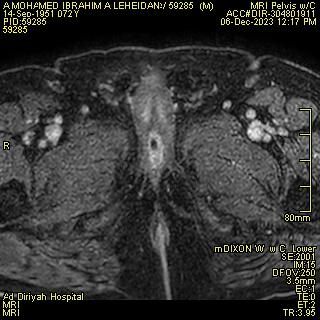 A MOHAMED IBRAHIM A LEHEIDAN:/ 59285 (M)
MRI Pelvis w/C
14-Sep-1951 072Y
ACC#DIR-304801911
PID:59285
06-Dec-2023 12:17 PM
59285
R
80mm
mDIXON W w C Lower
SE:2001
IM:15
DFOV:250
3.5mm
EC:1
Ad Diriyah Hospital
TE:0
MRI
ET:2
MRI
TR:3.95